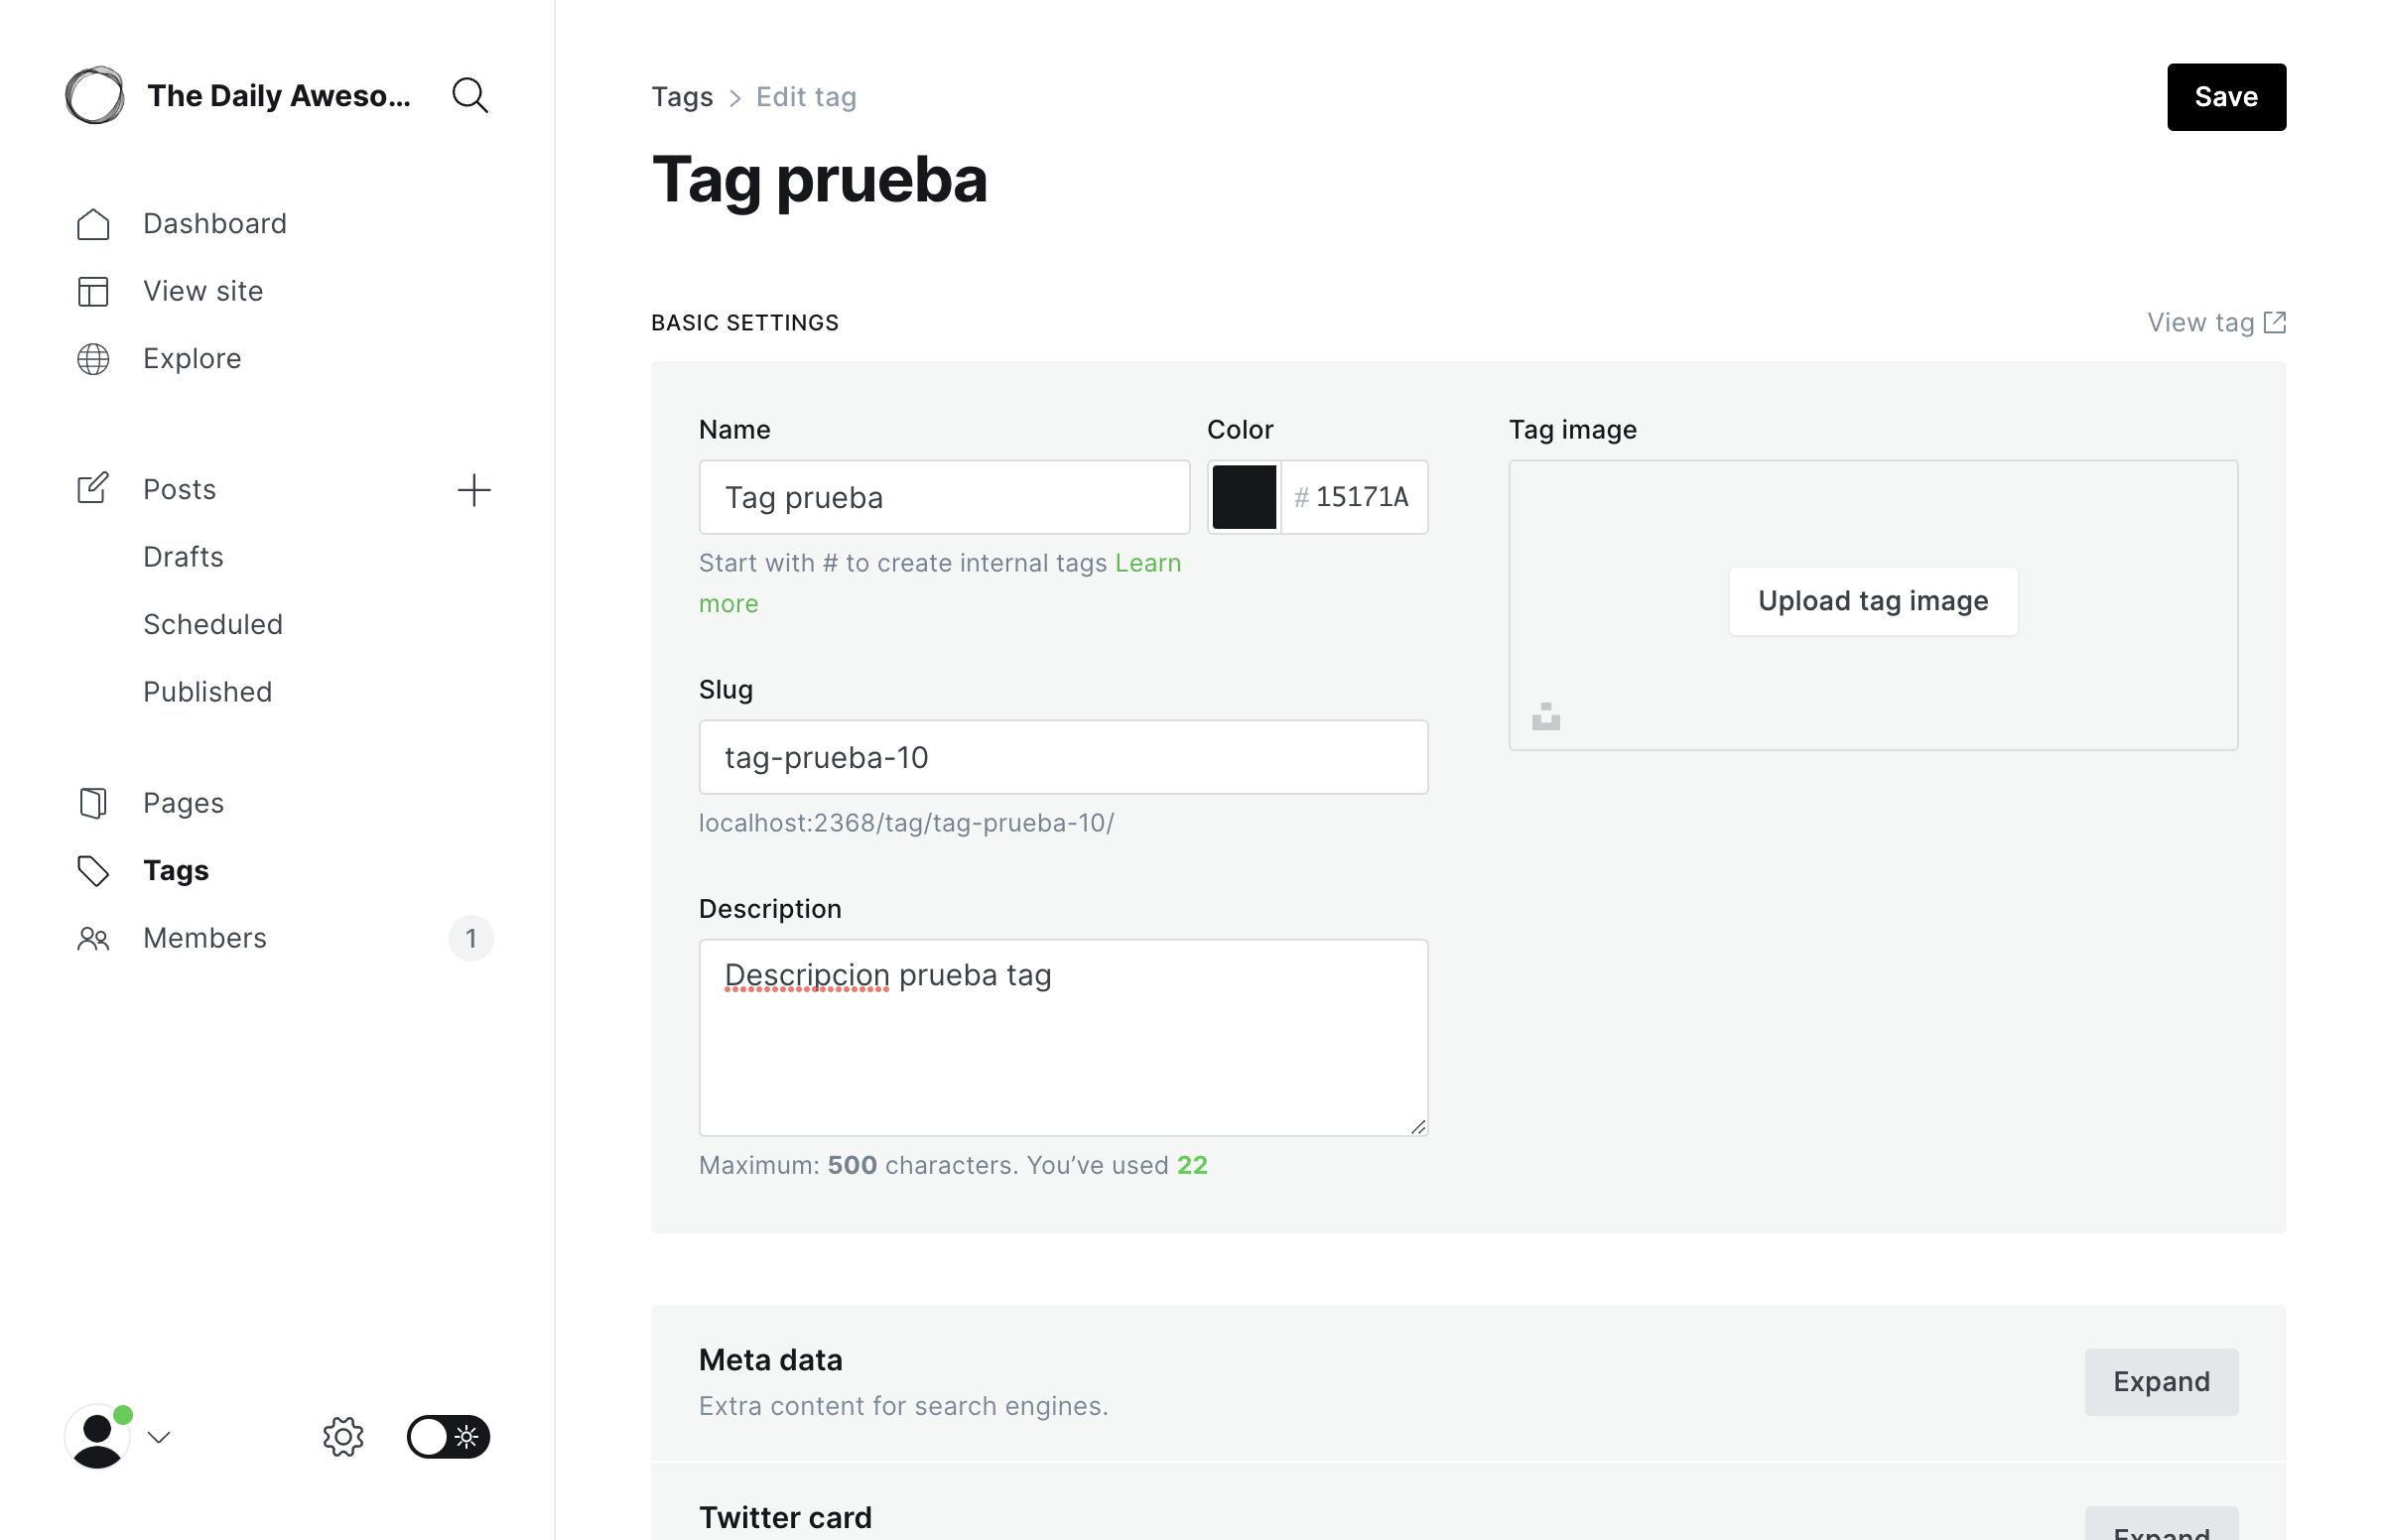 The Daily Aweso...
Dashboard
View site
Explore
Posts
Drafts
Scheduled
Published
Pages
Tags
Members 1
Tags > Edit tag
Save
Tag prueba
BASIC SETTINGS
View tag
Name
Tag prueba
Start with # to create internal tags Learn
more
Color
# 15171A
Slug
tag-prueba-10
localhost:2368/tag/tag-prueba-10/
Description
Descripcion prueba tag
Maximum: 500 characters. You’ve used 22
Tag image
Upload tag image
Meta data
Extra content for search engines.
Expand
Twitter card
Expand